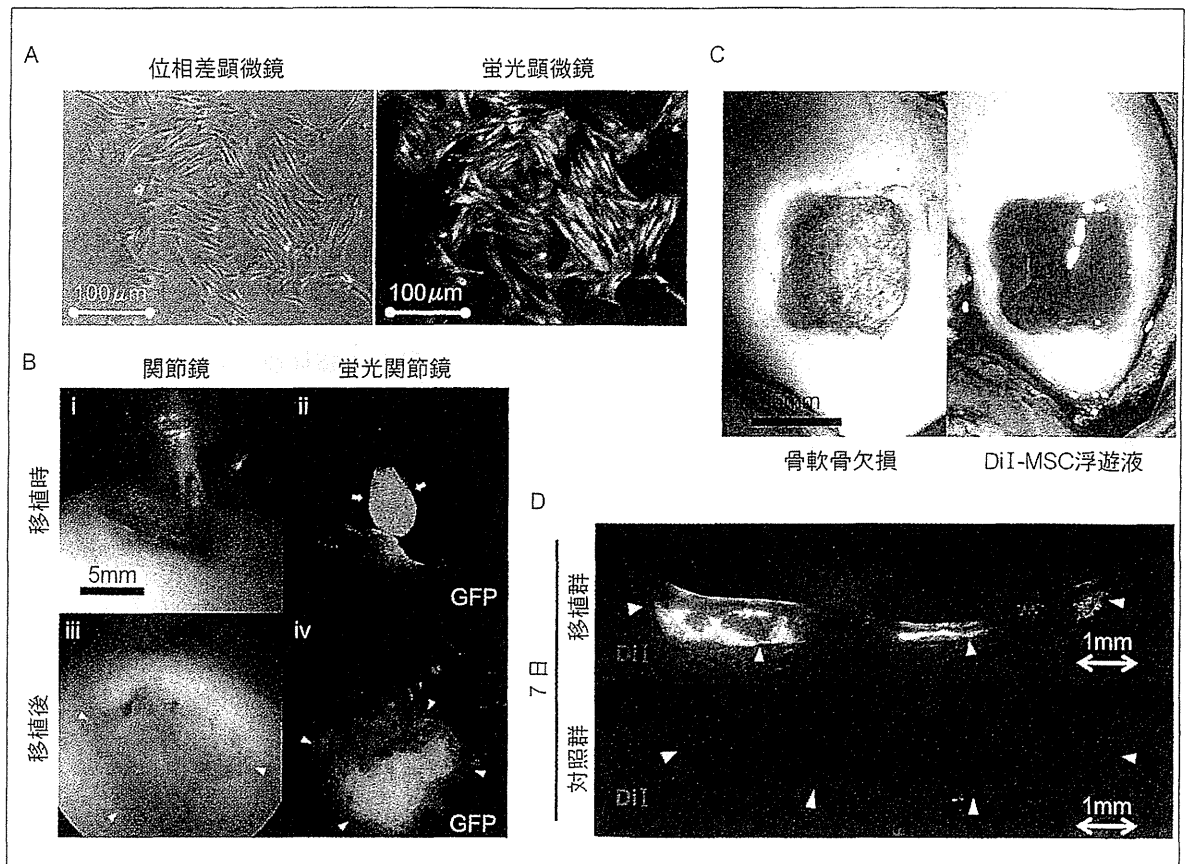 A
位相差顕微鏡
蛍光顕微鏡
100μm
100μm
B
関節鏡
蛍光関節鏡
移植時
i
ii
5mm
GFP
移植後
iii
iv
GFP
C
骨軟骨欠損
DiI-MSC浮遊液
D
7日
移植群
DiI
1mm
対照群
DiI
1mm